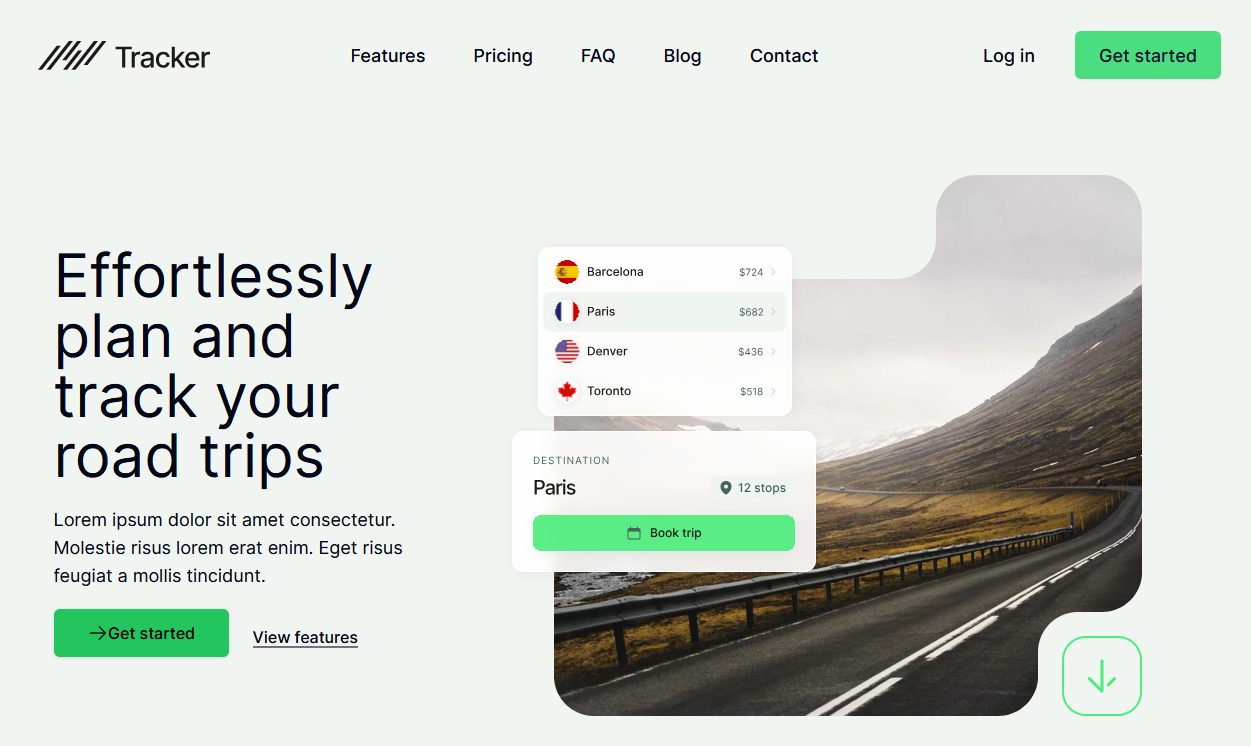 Tracker
Features
Pricing
FAQ
Blog
Contact
Log in
Get started
Effortlessly
plan and
track your
road trips
Lorem ipsum dolor sit amet consectetur.
Molestie risus lorem erat enim. Eget risus
feugiat a mollis tincidunt.
Get started
View features
Barcelona $724
Paris $682
Denver $436
Toronto $518
DESTINATION
Paris
12 stops
Book trip